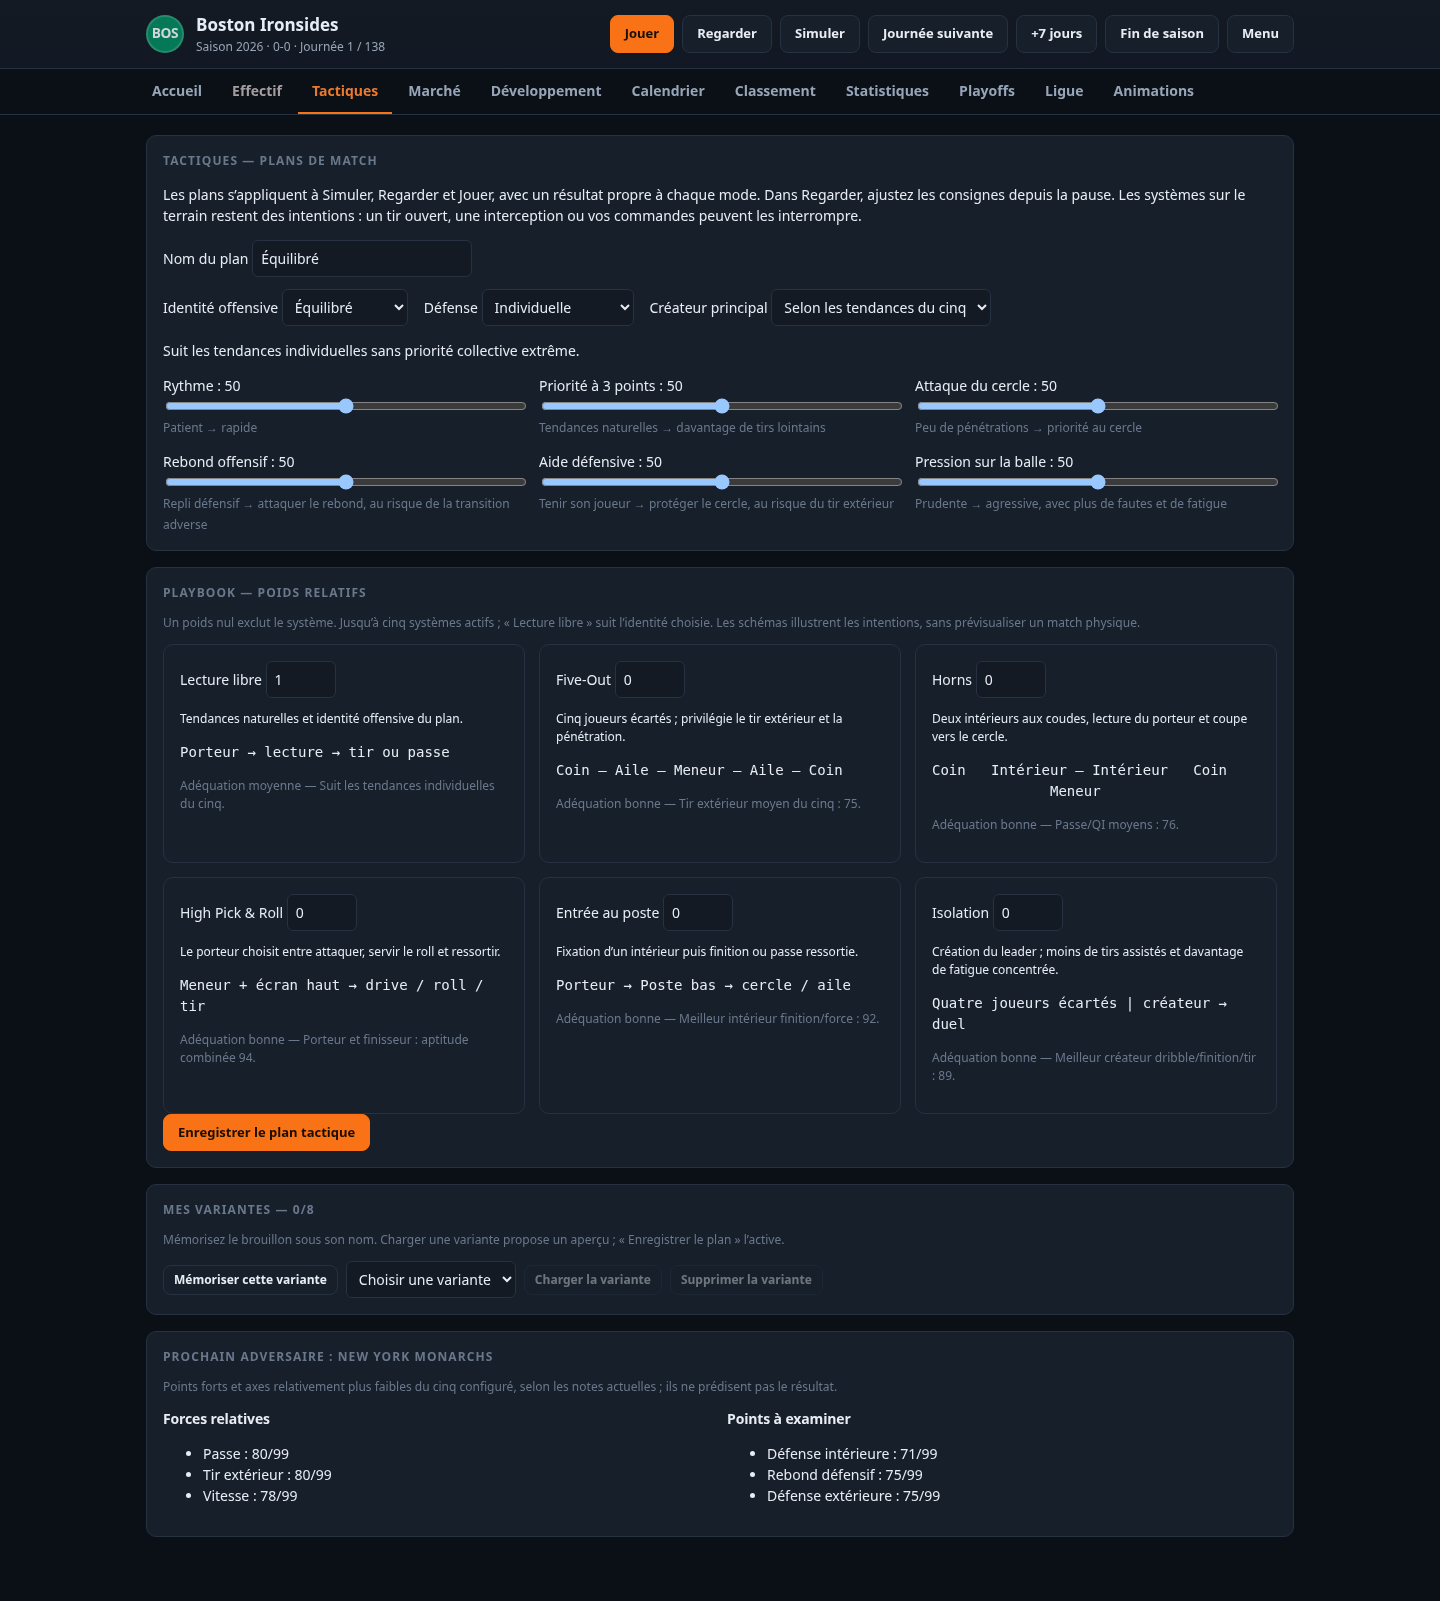 BOS
Boston Ironsides
Saison 2026 · 0-0 · Journée 1 / 138
Jouer
Regarder
Simuler
Journée suivante
+7 jours
Fin de saison
Menu
Accueil
Effectif
Tactiques
Marché
Développement
Calendrier
Classement
Statistiques
Playoffs
Ligue
Animations
TACTIQUES — PLANS DE MATCH
Les plans s’appliquent à Simuler, Regarder et Jouer, avec un résultat propre à chaque mode. Dans Regarder, ajustez les consignes depuis la pause. Les systèmes sur le
terrain restent des intentions : un tir ouvert, une interception ou vos commandes peuvent les interrompre.
Nom du plan Équilibré
Identité offensive Équilibré Défense Individuelle Créateur principal Selon les tendances du cinq
Suit les tendances individuelles sans priorité collective extrême.
Rythme : 50
Patient → rapide
Priorité à 3 points : 50
Tendances naturelles → davantage de tirs lointains
Attaque du cercle : 50
Peu de pénétrations → priorité au cercle
Rebond offensif : 50
Repli défensif → attaquer le rebond, au risque de la transition
adverse
Aide défensive : 50
Tenir son joueur → protéger le cercle, au risque du tir extérieur
Pression sur la balle : 50
Prudente → agressive, avec plus de fautes et de fatigue
PLAYBOOK — POIDS RELATIFS
Un poids nul exclut le système. Jusqu’à cinq systèmes actifs ; « Lecture libre » suit l’identité choisie. Les schémas illustrent les intentions, sans prévisualiser un match physique.
Lecture libre 1
Tendances naturelles et identité offensive du plan.
Porteur → lecture → tir ou passe
Adéquation moyenne — Suit les tendances individuelles
du cinq.
Five-Out 0
Cinq joueurs écartés ; privilégie le tir extérieur et la
pénétration.
Coin — Aile — Meneur — Aile — Coin
Adéquation bonne — Tir extérieur moyen du cinq : 75.
Horns 0
Deux intérieurs aux coudes, lecture du porteur et coupe
vers le cercle.
Coin Intérieur — Intérieur Coin
Meneur
Adéquation bonne — Passe/QI moyens : 76.
High Pick & Roll 0
Le porteur choisit entre attaquer, servir le roll et ressortir.
Meneur + écran haut → drive / roll /
tir
Adéquation bonne — Porteur et finisseur : aptitude
combinée 94.
Entrée au poste 0
Fixation d’un intérieur puis finition ou passe ressortie.
Porteur → Poste bas → cercle / aile
Adéquation bonne — Meilleur intérieur finition/force : 92.
Isolation 0
Création du leader ; moins de tirs assistés et davantage
de fatigue concentrée.
Quatre joueurs écartés | créateur →
duel
Adéquation bonne — Meilleur créateur dribble/finition/tir
: 89.
Enregistrer le plan tactique
MES VARIANTES — 0/8
Mémorisez le brouillon sous son nom. Charger une variante propose un aperçu ; « Enregistrer le plan » l’active.
Mémoriser cette variante
Choisir une variante
Charger la variante
Supprimer la variante
PROCHAIN ADVERSAIRE : NEW YORK MONARCHS
Points forts et axes relativement plus faibles du cinq configuré, selon les notes actuelles ; ils ne prédisent pas le résultat.
Forces relatives
• Passe : 80/99
• Tir extérieur : 80/99
• Vitesse : 78/99
Points à examiner
• Défense intérieure : 71/99
• Rebond défensif : 75/99
• Défense extérieure : 75/99